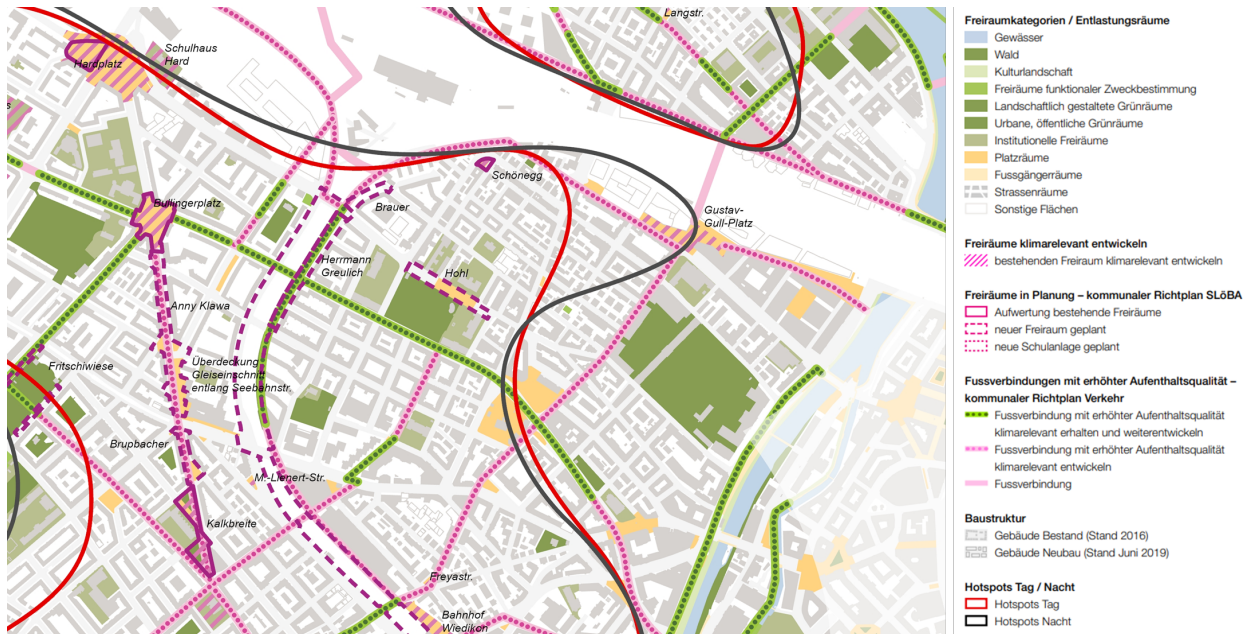 Langstr.
Schulhaus
Hard
Hardplatz
s
Schönegg
Bullingerplatz
Brauer
Gustav-
Gull-Platz
Herrmann
Greulich
Hohl
Anny Klawa
Fritschiwiese
Überdeckung
Gleiseinschnitt
entlang Seebahnstr.
Brupbacher
M.-Lienert-Str.
Kalkbreite
Freyastr.
Bahnhof
Wiedikon
Freiraumkategorien / Entlastungsräume
Gewässer
Wald
Kulturlandschaft
Freiräume funktionaler Zweckbestimmung
Landschaftlich gestaltete Grünräume
Urbane, öffentliche Grünräume
Institutionelle Freiräume
Platzräume
Fussgängerräume
Strassenräume
Sonstige Flächen
Freiräume klimarelevant entwickeln
bestehenden Freiraum klimarelevant entwickeln
Freiräume in Planung – kommunaler Richtplan SLöBA
Aufwertung bestehende Freiräume
neuer Freiraum geplant
neue Schulanlage geplant
Fussverbindungen mit erhöhter Aufenthaltsqualität –
kommunaler Richtplan Verkehr
Fussverbindung mit erhöhter Aufenthaltsqualität
klimarelevant erhalten und weiterentwickeln
Fussverbindung mit erhöhter Aufenthaltsqualität
klimarelevant entwickeln
Fussverbindung
Baustruktur
Gebäude Bestand (Stand 2016)
Gebäude Neubau (Stand Juni 2019)
Hotspots Tag / Nacht
Hotspots Tag
Hotspots Nacht